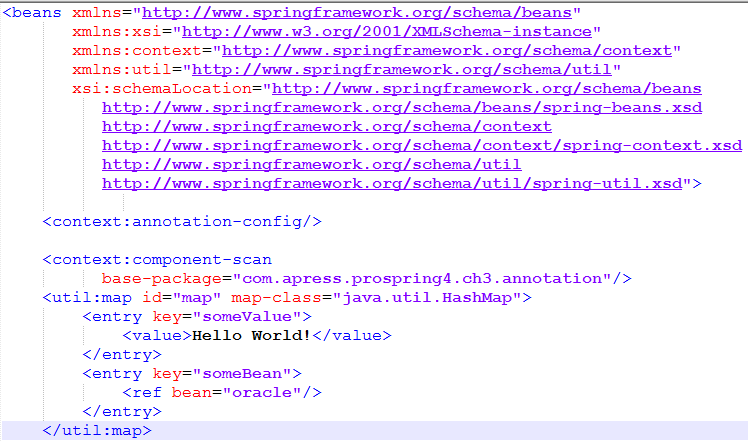 <beans xmlns="http://www.springframework.org/schema/beans"
xmlns:xsi="http://www.w3.org/2001/XMLSchema-instance"
xmlns:context="http://www.springframework.org/schema/context"
xmlns:util="http://www.springframework.org/schema/util"
xsi:schemaLocation="http://www.springframework.org/schema/beans
http://www.springframework.org/schema/beans/spring-beans.xsd
http://www.springframework.org/schema/context
http://www.springframework.org/schema/context/spring-context.xsd
http://www.springframework.org/schema/util
http://www.springframework.org/schema/util/spring-util.xsd">
<context:annotation-config/>
<context:component-scan
base-package="com.apress.prospring4.ch3.annotation"/>
<util:map id="map" map-class="java.util.HashMap">
<entry key="someValue">
<value>Hello World!</value>
</entry>
<entry key="someBean">
<ref bean="oracle"/>
</entry>
</util:map>